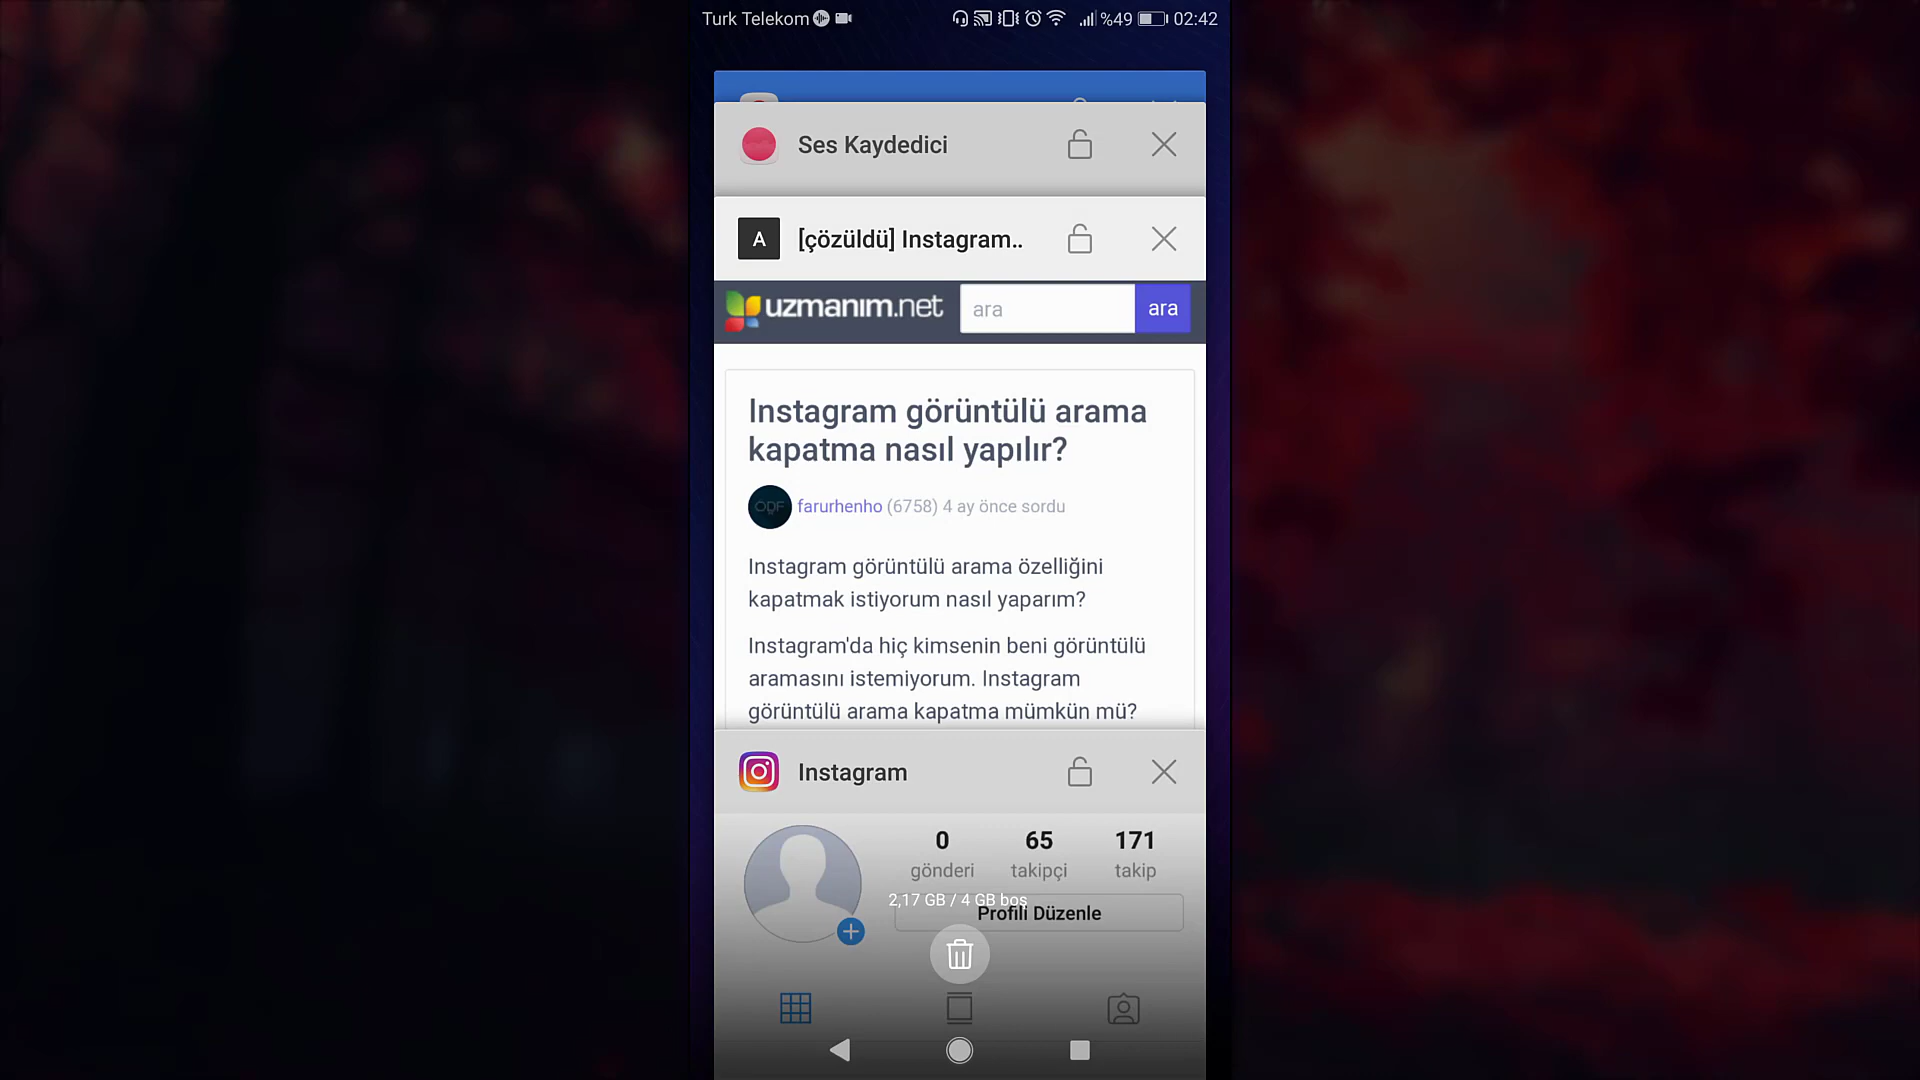 Turk Telekom %49 02:42
Ses Kaydedici
A [çözüldü] Instagram..
uzmanım.net ara ara
Instagram görüntülü arama
kapatma nasıl yapılır?
ODF farurhenho (6758) 4 ay önce sordu
Instagram görüntülü arama özelliğini
kapatmak istiyorum nasıl yaparım?
Instagram'da hiç kimsenin beni görüntülü
aramasını istemiyorum. Instagram
görüntülü arama kapatma mümkün mü?
Instagram
0 65 171
gönderi takipçi takip
2,17 GB / 4 GB boş
Profili Düzenle